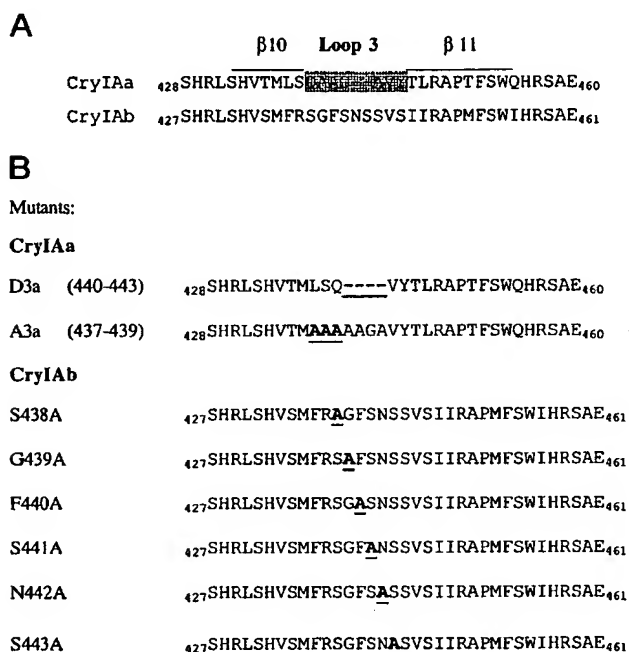 A
β10 Loop 3 β 11
CryIAa 428SHRLSHVTMLS TLRAPTFSWQHRSAE460
CryIAb 427SHRLSHVSMFRSGFSNSSVSIIRAPMFSWIHRSAE461
B
Mutants:
CryIAa
D3a (440-443) 428SHRLSHVTMLSQ----VYTLRAPTFSWQHRSAE460
A3a (437-439) 428SHRLSHVTMAAAAAGAVYTLRAPTFSWQHRSAE460
CryIAb
S438A 427SHRLSHVSMFRAGFSNSSVSIIRAPMFSWIHRSAE461
G439A 427SHRLSHVSMFRSAFSNSSVSIIRAPMFSWIHRSAE461
F440A 427SHRLSHVSMFRSGASNSSVSIIRAPMFSWIHRSAE461
S441A 427SHRLSHVSMFRSGFANSSVSIIRAPMFSWIHRSAE461
N442A 427SHRLSHVSMFRSGFSASSVSIIRAPMFSWIHRSAE461
S443A 427SHRLSHVSMFRSGFSNASVSIIRAPMFSWIHRSAE461